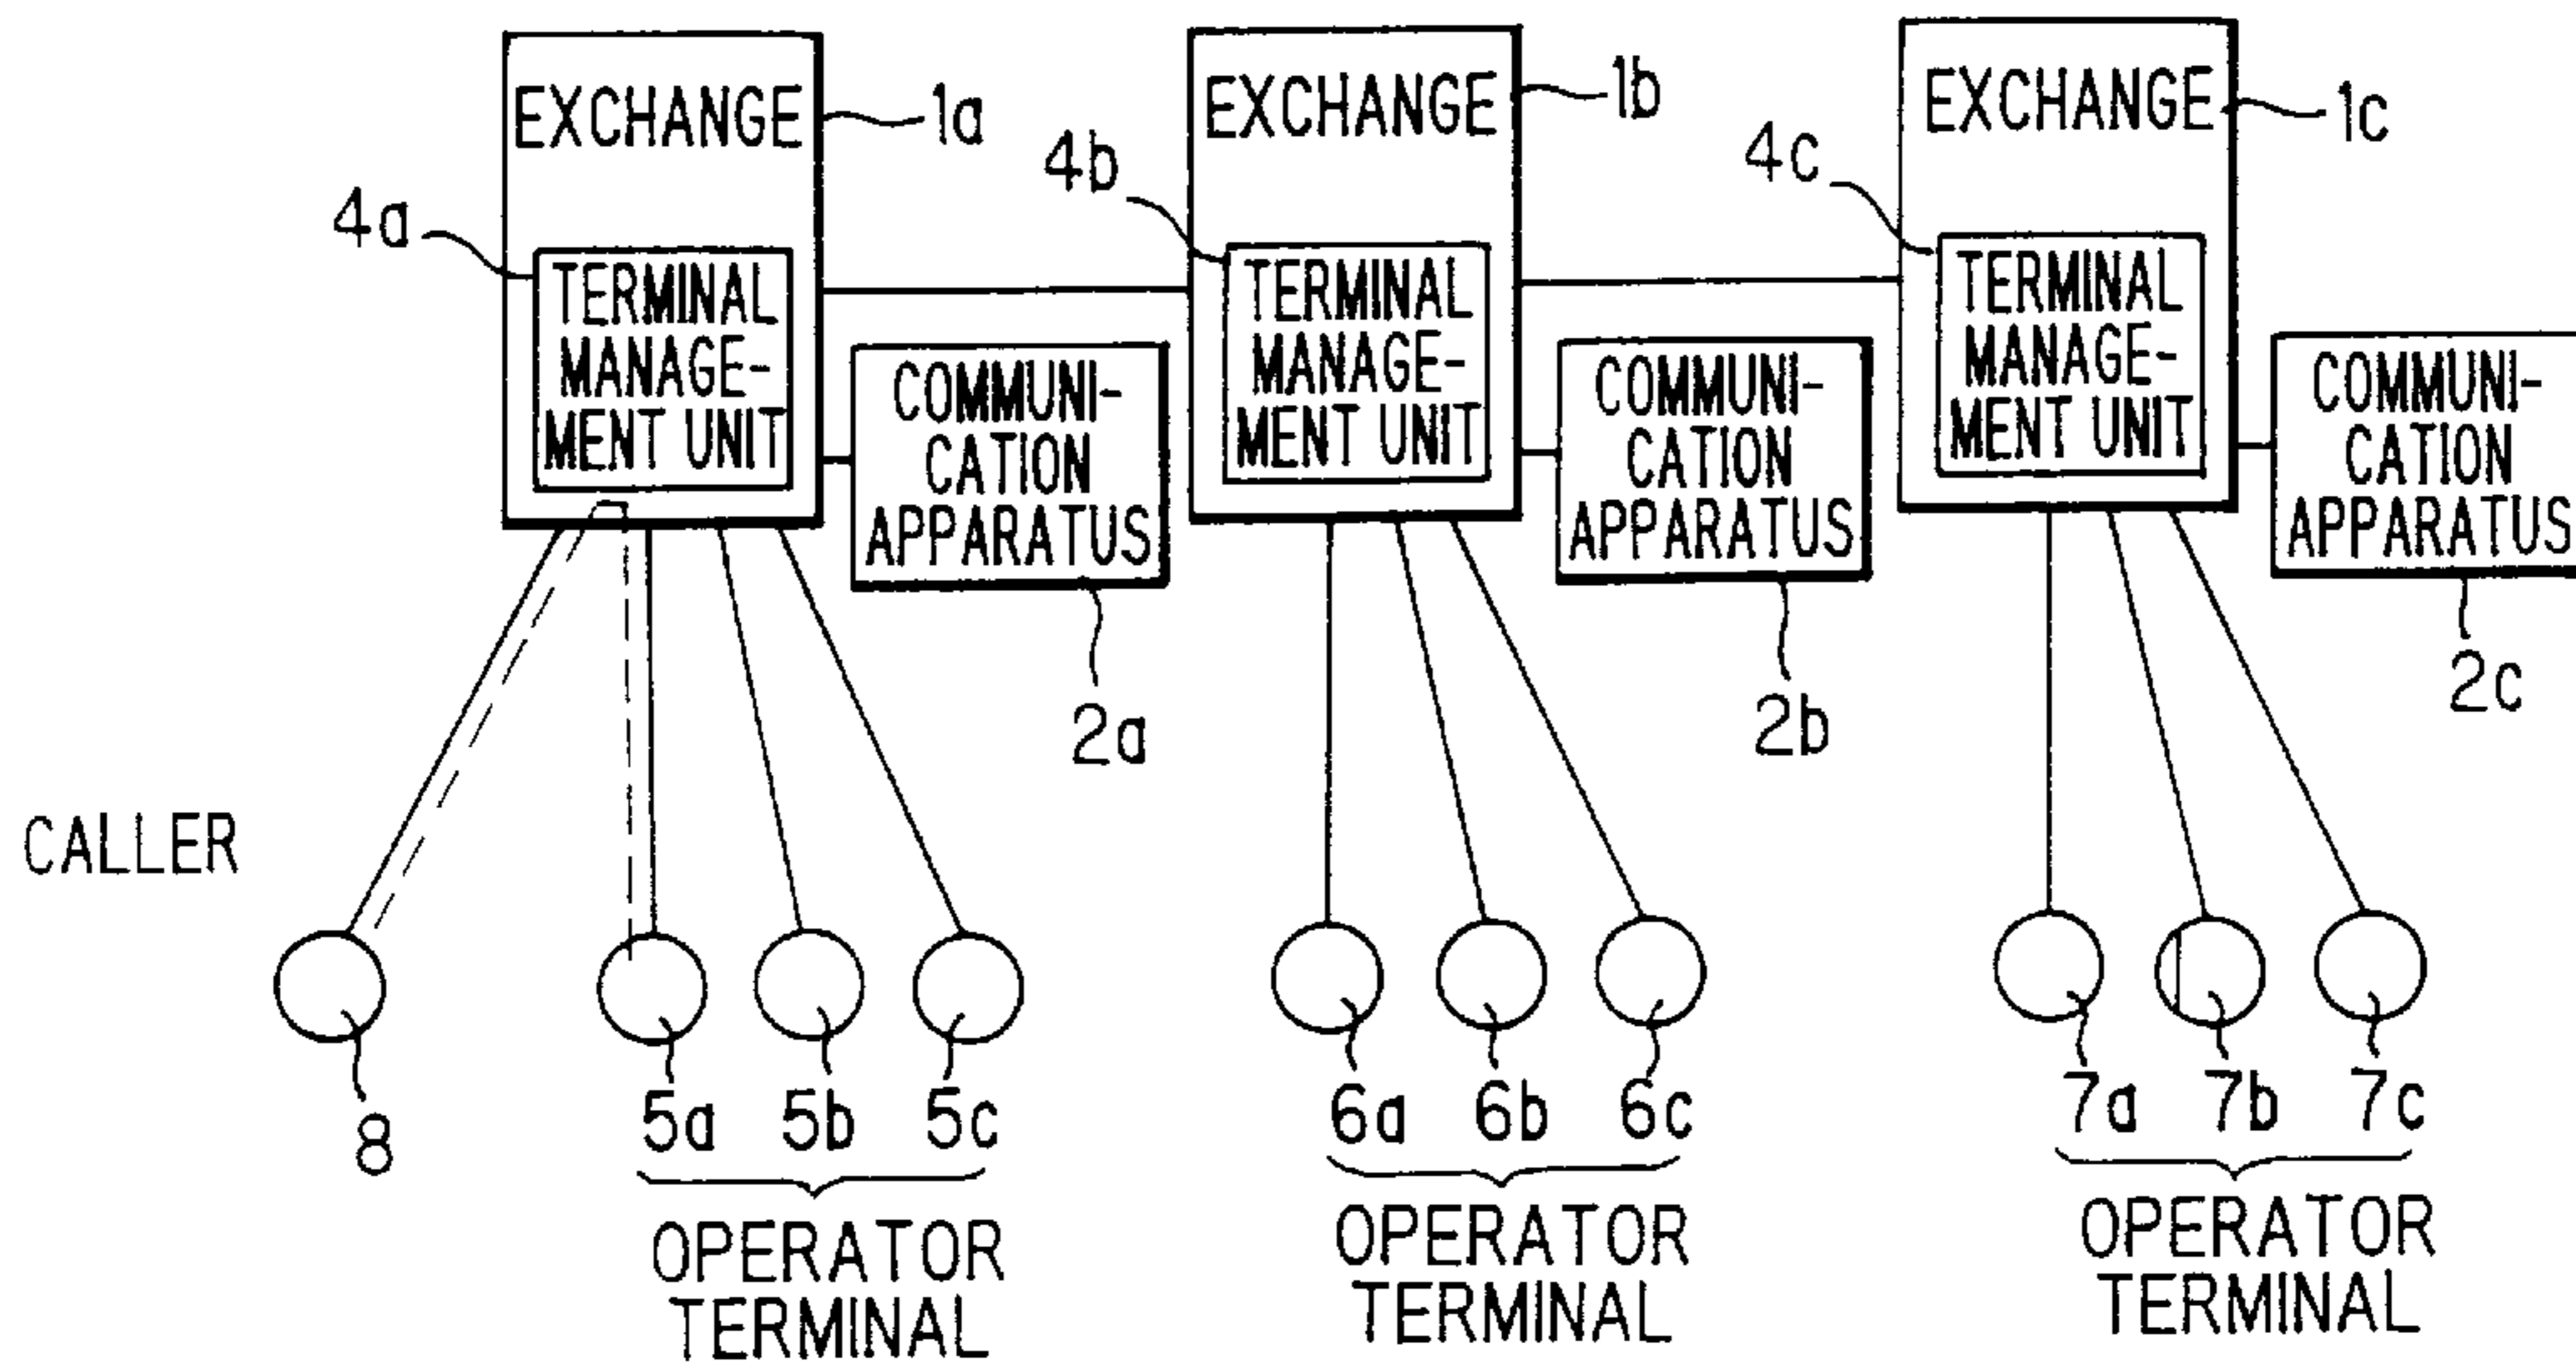 EXCHANGE
1a
4a
TERMINAL
MANAGE-
MENT UNIT
COMMUNI-
CATION
APPARATUS
2a
EXCHANGE
1b
4b
TERMINAL
MANAGE-
MENT UNIT
COMMUNI-
CATION
APPARATUS
2b
EXCHANGE
1c
4c
TERMINAL
MANAGE-
MENT UNIT
COMMUNI-
CATION
APPARATUS
2c
CALLER
8
5a 5b 5c
OPERATOR
TERMINAL
6a 6b 6c
OPERATOR
TERMINAL
7a 7b 7c
OPERATOR
TERMINAL